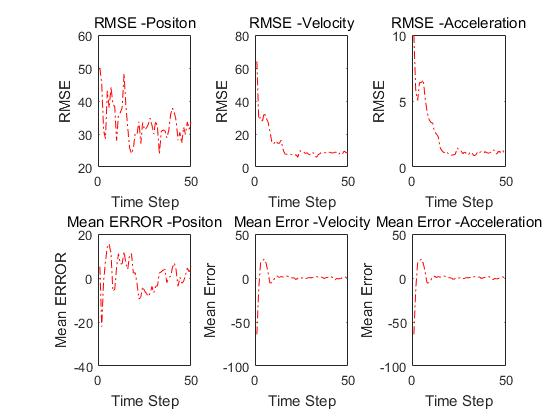 RMSE -Positon
RMSE
60
50
40
30
20
0
50
Time Step
RMSE -Velocity
RMSE
80
60
40
20
0
0
50
Time Step
RMSE -Acceleration
RMSE
10
5
0
0
50
Time Step
Mean ERROR -Positon
Mean ERROR
20
0
-20
-40
0
50
Time Step
Mean Error -Velocity
Mean Error
50
0
-50
-100
0
50
Time Step
Mean Error -Acceleration
Mean Error
50
0
-50
-100
0
50
Time Step